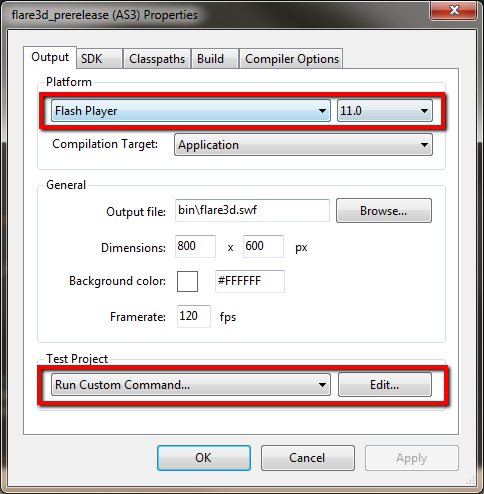 flare3d_prerelease (AS3) Properties
Output SDK Classpaths Build Compiler Options
Platform
Flash Player 11.0
Compilation Target: Application
General
Output file: bin\flare3d.swf Browse...
Dimensions: 800 x 600 px
Background color: #FFFFFF
Framerate: 120 fps
Test Project
Run Custom Command... Edit...
OK Cancel Apply